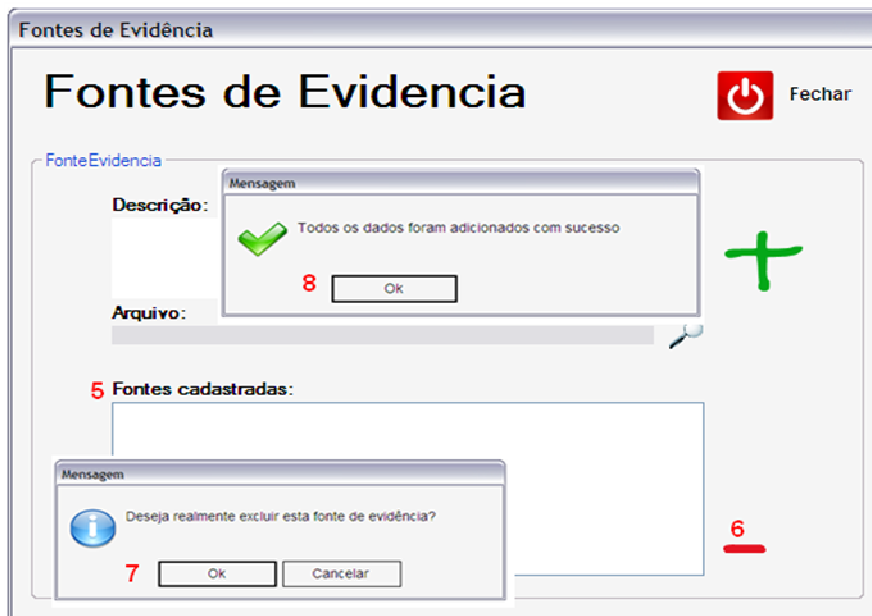 Fontes de Evidência
Fontes de Evidencia
Fechar
FonteEvidencia
Mensagem
Descrição:
Todos os dados foram adicionados com sucesso
8
Ok
Arquivo:
5 Fontes cadastradas:
Mensagem
Deseja realmente excluir esta fonte de evidência?
6
7
Ok
Cancelar